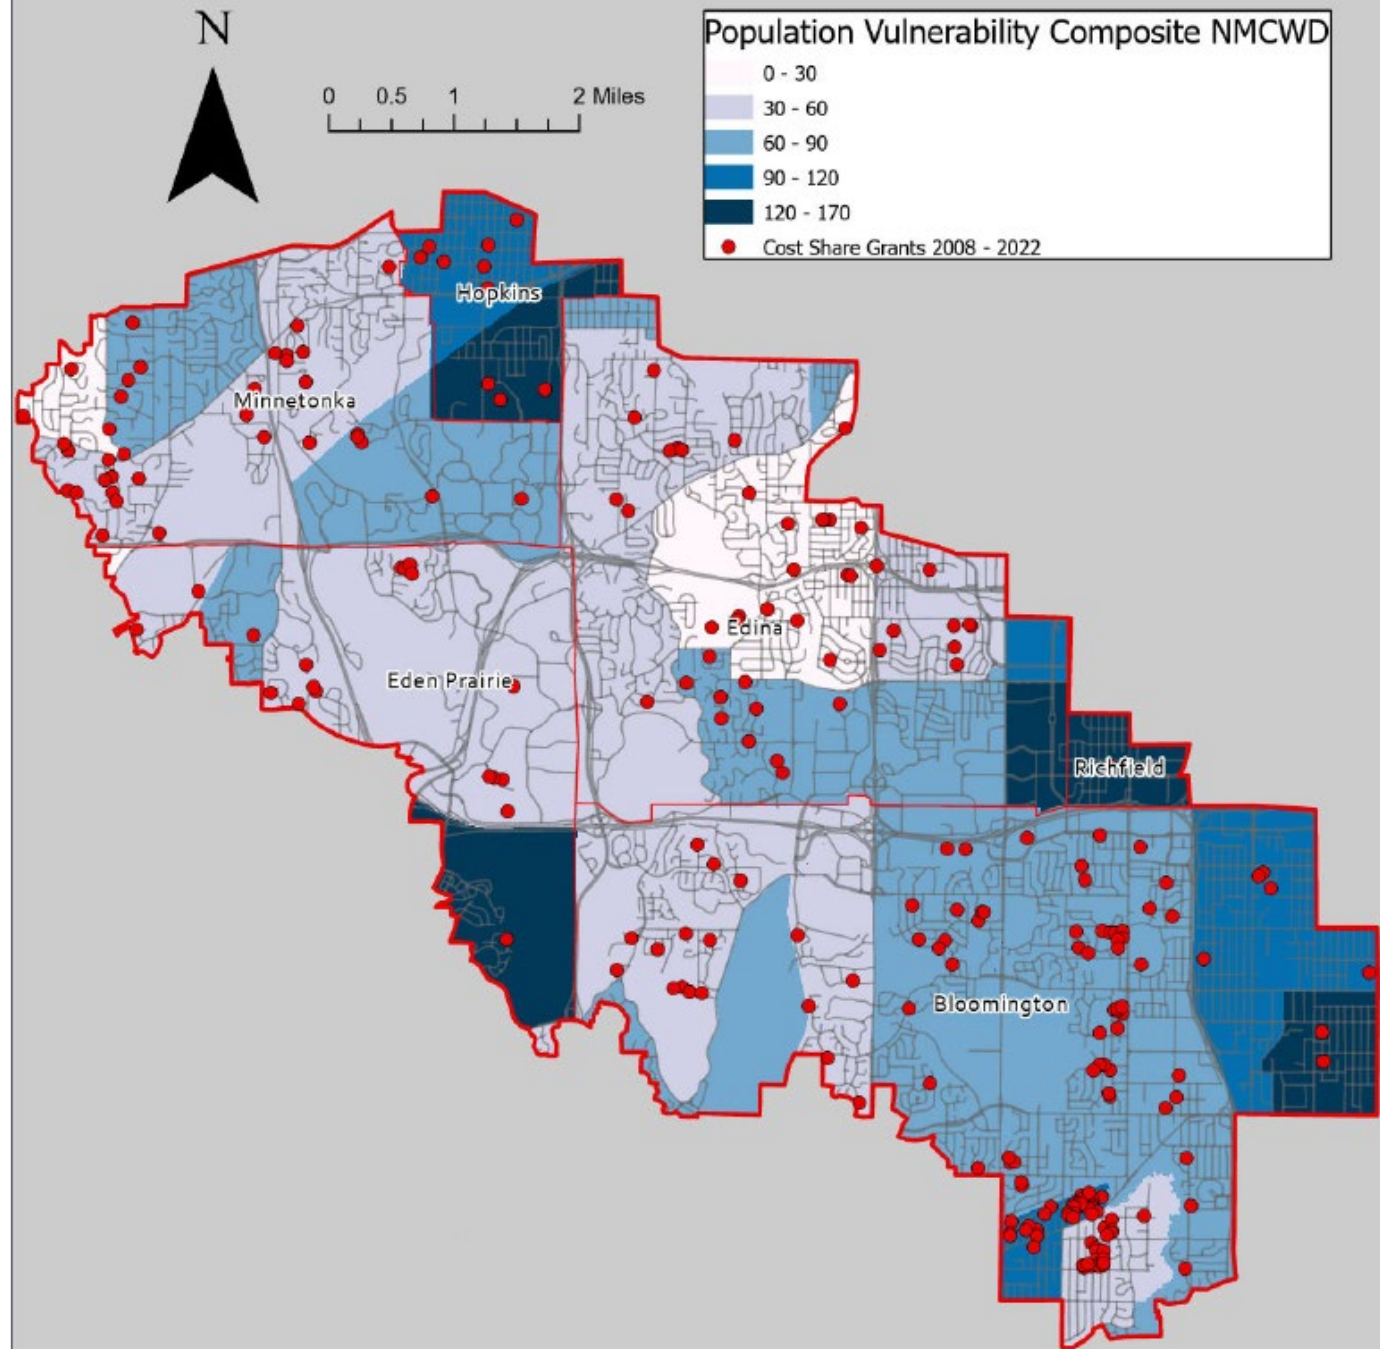 N
0 0.5 1 2 Miles
Population Vulnerability Composite NMCWD
0 - 30
30 - 60
60 - 90
90 - 120
120 - 170
Cost Share Grants 2008 - 2022
Hopkins
Minnetonka
Edina
Eden Prairie
Richfield
Bloomington